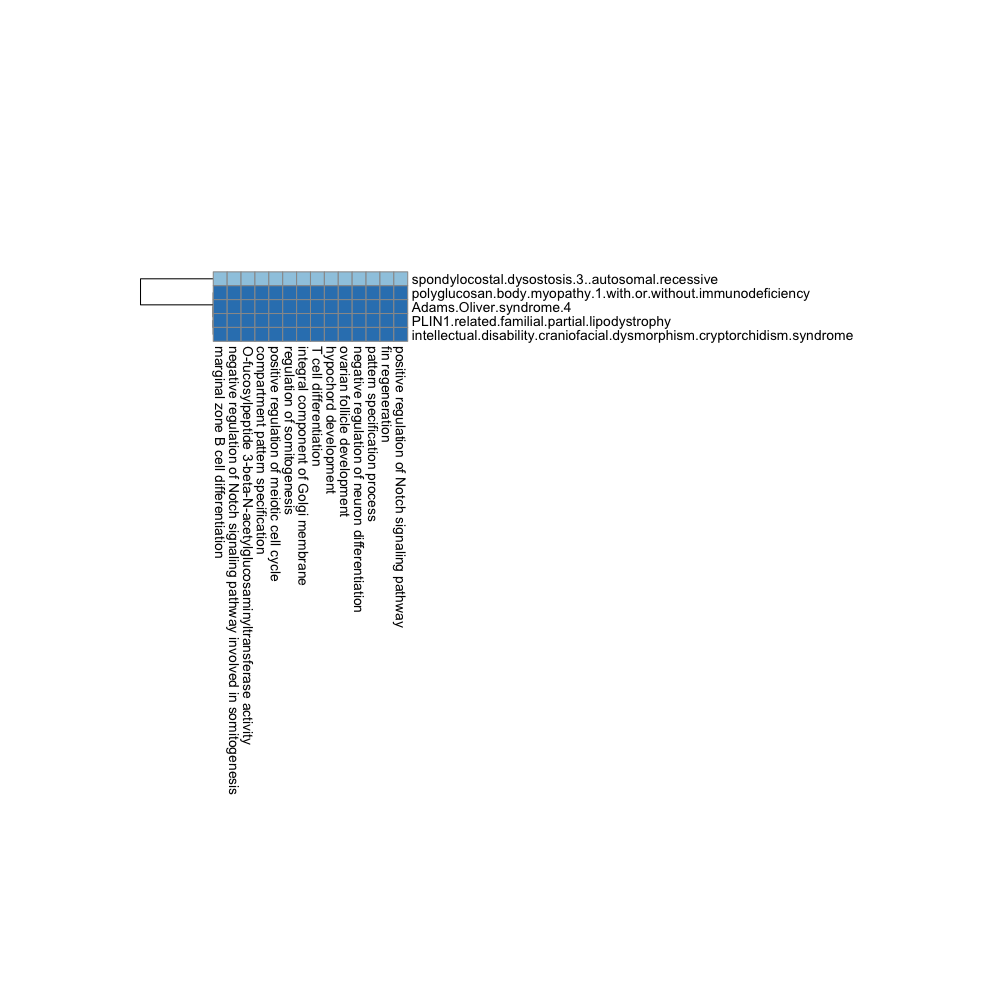 spondylocostal.dysostosis.3..autosomal.recessive
polyglucosan.body.myopathy.1.with.or.without.immunodeficiency
Adams.Oliver.syndrome.4
PLIN1.related.familial.partial.lipodystrophy
intellectual.disability.craniofacial.dysmorphism.cryptorchidism.syndrome
marginal zone B cell differentiation
negative regulation of Notch signaling pathway involved in somitogenesis
O-fucosylpeptide 3-beta-N-acetylglucosaminyltransferase activity
compartment pattern specification
positive regulation of meiotic cell cycle
regulation of somitogenesis
integral component of Golgi membrane
T cell differentiation
hypochord development
ovarian follicle development
negative regulation of neuron differentiation
pattern specification process
fin regeneration
positive regulation of Notch signaling pathway